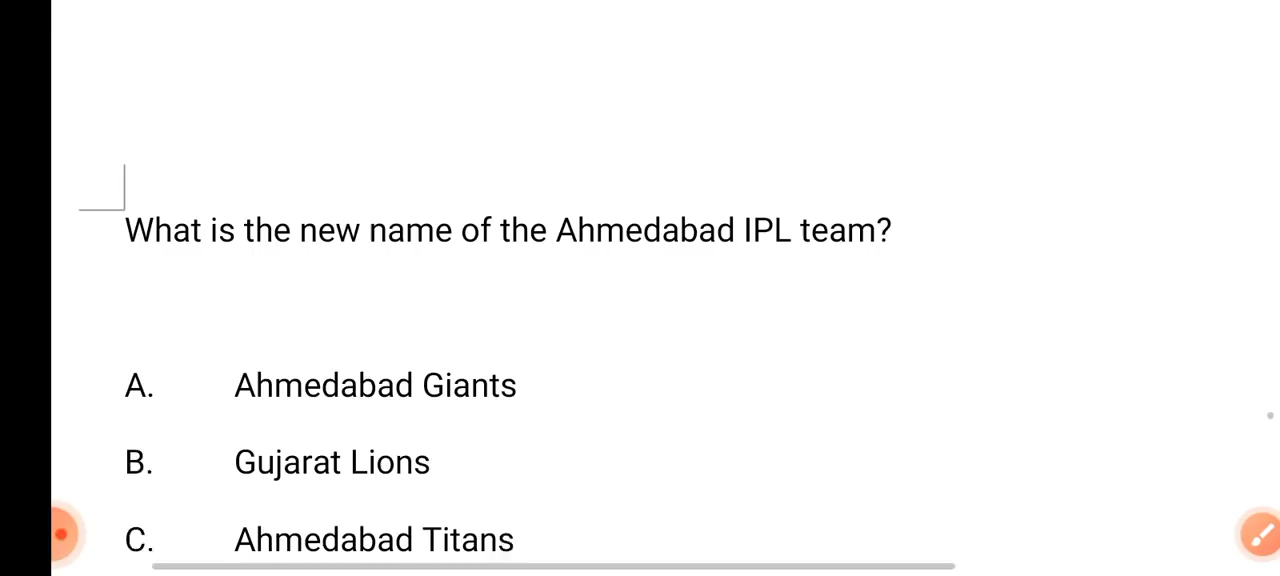 What is the new name of the Ahmedabad IPL team?
A. Ahmedabad Giants
B. Gujarat Lions
C. Ahmedabad Titans